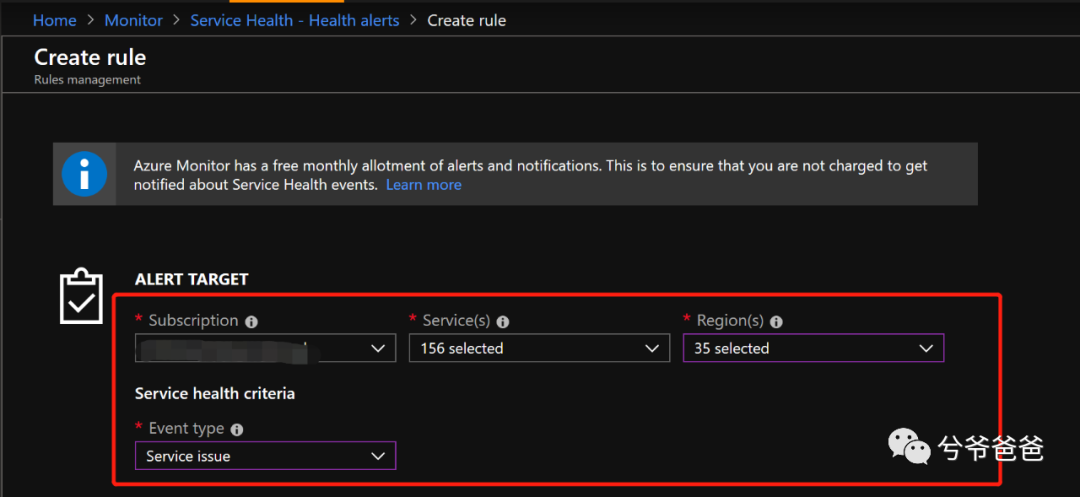 Home > Monitor > Service Health - Health alerts > Create rule
Create rule
Rules management
Azure Monitor has a free monthly allotment of alerts and notifications. This is to ensure that you are not charged to get
notified about Service Health events. Learn more
ALERT TARGET
* Subscription * Service(s) * Region(s)
156 selected 35 selected
Service health criteria
* Event type
Service issue
兮爷爸爸